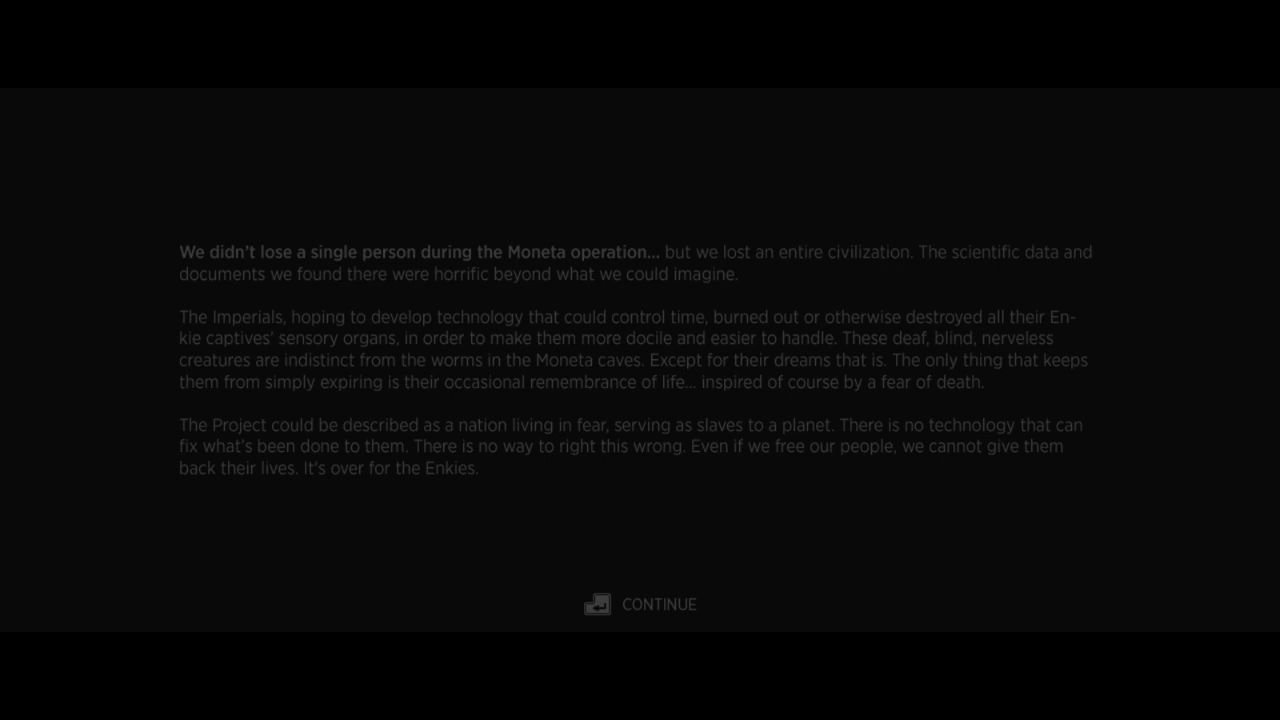 We didn’t lose a single person during the Moneta operation... but we lost an entire civilization. The scientific data and
documents we found there were horrific beyond what we could imagine.
The Imperials, hoping to develop technology that could control time, burned out or otherwise destroyed all their En-
kie captives’ sensory organs, in order to make them more docile and easier to handle. These deaf, blind, nerveless
creatures are indistinct from the worms in the Moneta caves. Except for their dreams that is. The only thing that keeps
them from simply expiring is their occasional remembrance of life... inspired of course by a fear of death.
The Project could be described as a nation living in fear, serving as slaves to a planet. There is no technology that can
fix what’s been done to them. There is no way to right this wrong. Even if we free our people, we cannot give them
back their lives. It’s over for the Enkies.
CONTINUE